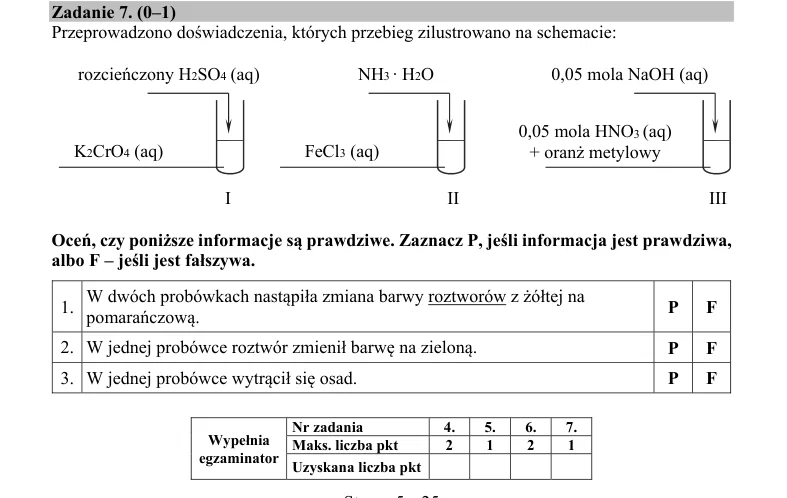 Zadanie 7. (0–1)
Przeprowadzono doświadczenia, których przebieg zilustrowano na schemacie:
rozcieńczony H2SO4 (aq)
NH3 · H2O
0,05 mola NaOH (aq)
K2CrO4 (aq)
FeCl3 (aq)
0,05 mola HNO3 (aq)
+ oranż metylowy
I
II
III
Oceń, czy poniższe informacje są prawdziwe. Zaznacz P, jeśli informacja jest prawdziwa,
albo F – jeśli jest fałszywa.
1. W dwóch probówkach nastąpiła zmiana barwy roztworów z żółtej na
pomarańczową. P F
2. W jednej probówce roztwór zmienił barwę na zieloną. P F
3. W jednej probówce wytrącił się osad. P F
Wypełnia
egzaminator
Nr zadania 4. 5. 6. 7.
Maks. liczba pkt 2 1 2 1
Uzyskana liczba pkt